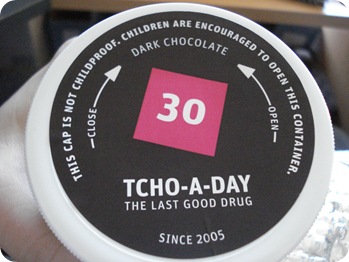 THIS CAP IS NOT CHILDPROOF. CHILDREN ARE ENCOURAGED TO OPEN THIS CONTAINER.
DARK CHOCOLATE
30
CLOSE
OPEN
TCHO-A-DAY
THE LAST GOOD DRUG
SINCE 2005